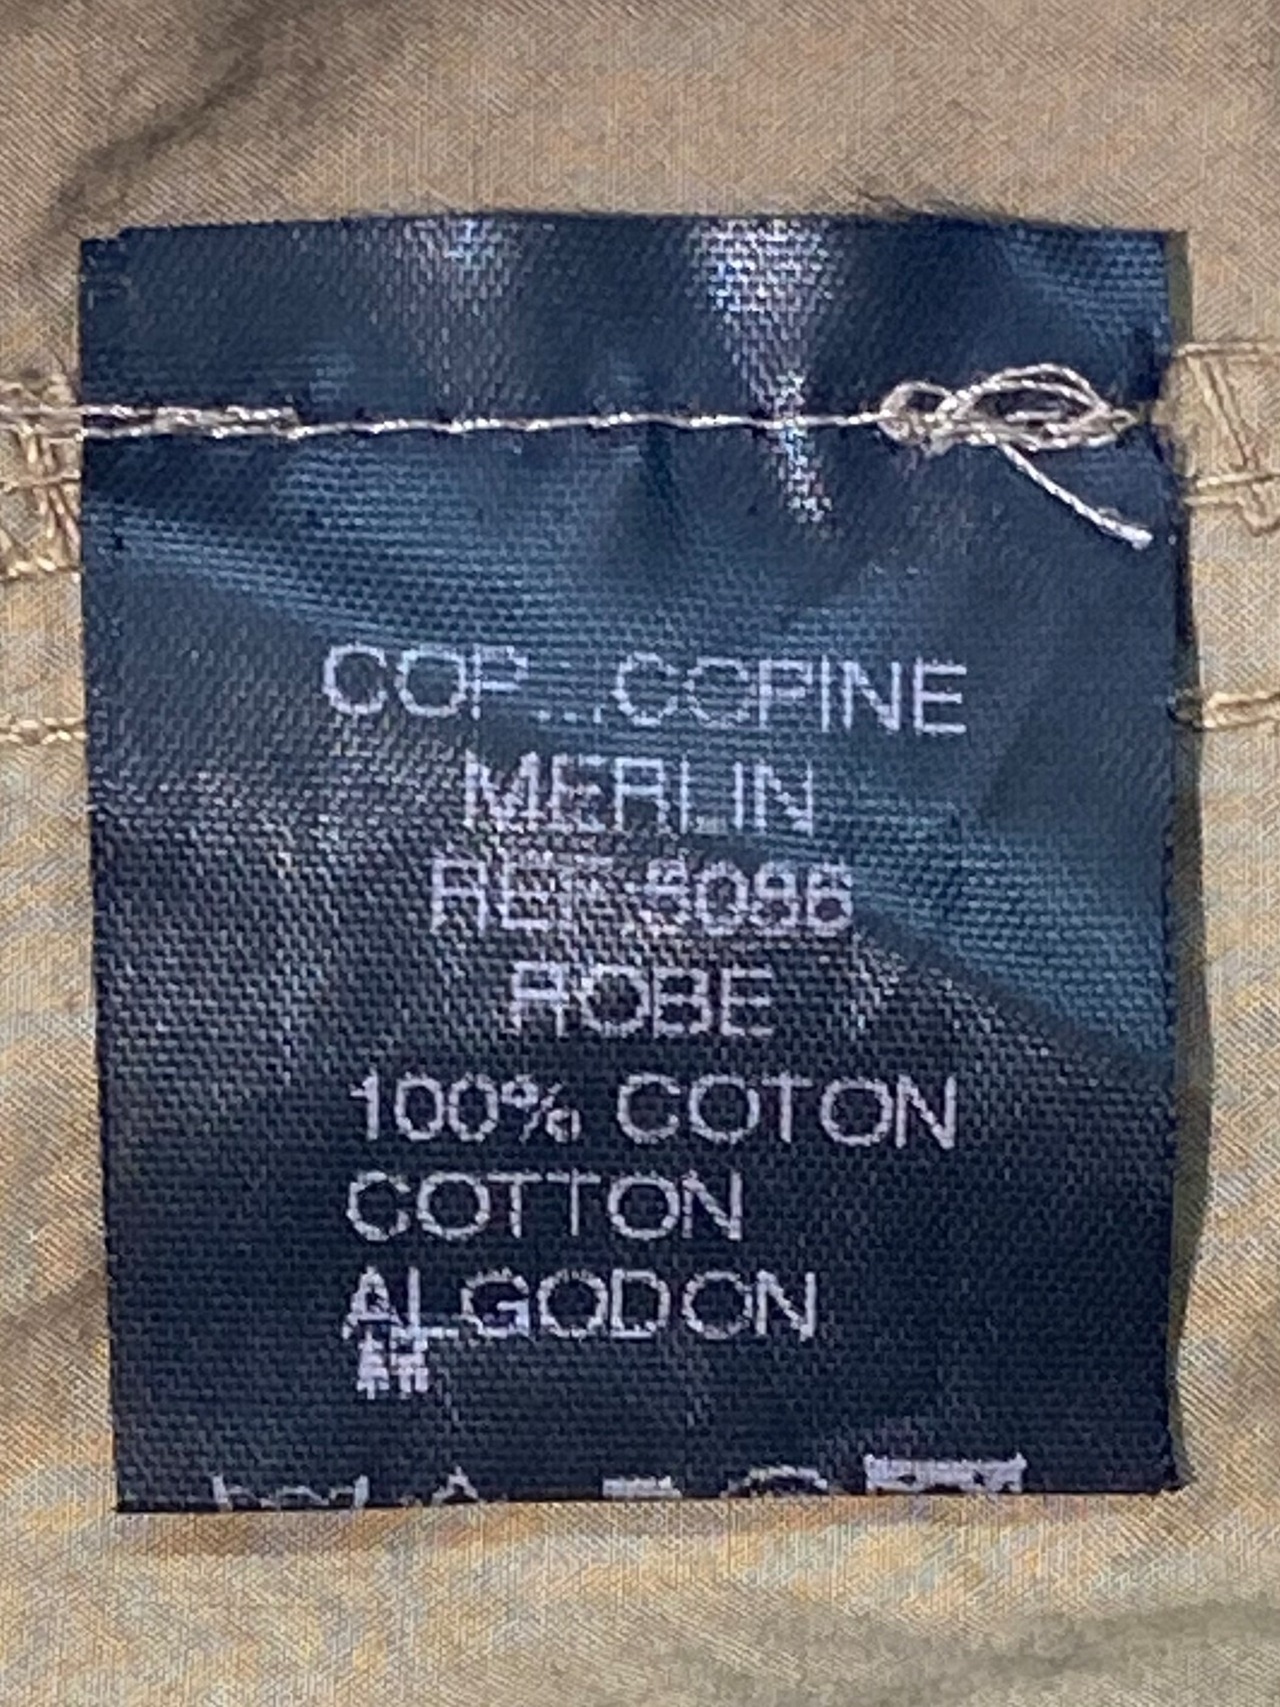 COP...COPINE
MERLIN
REF:8096
ROBE
100% COTON
COTTON
ALGODON